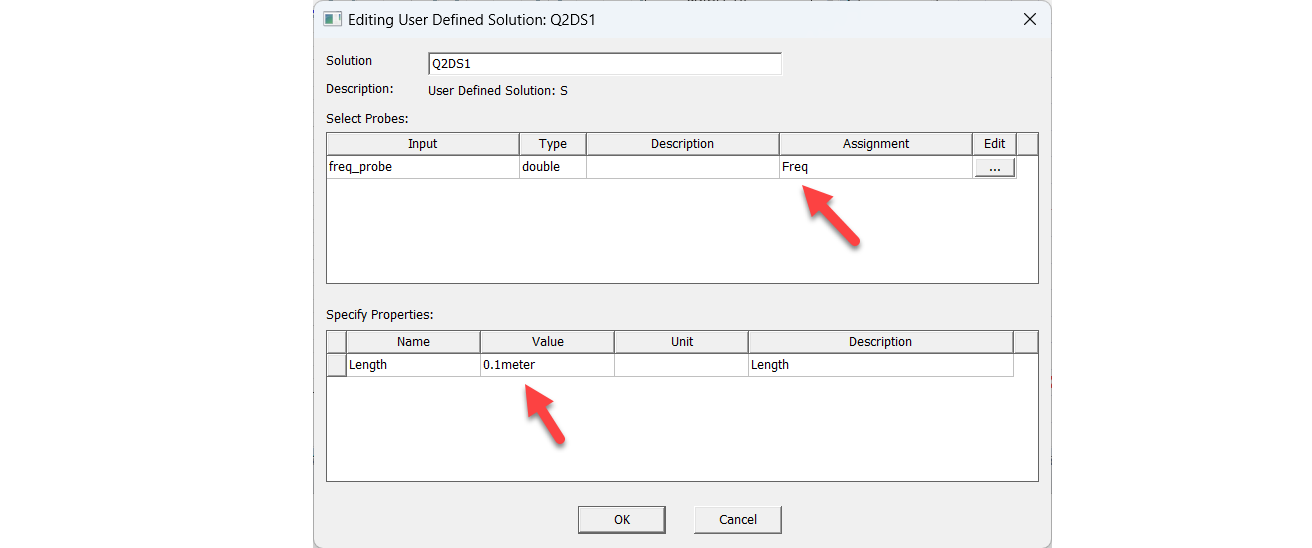 Editing User Defined Solution: Q2DS1
Solution Q2DS1
Description: User Defined Solution: S
Select Probes:
Input Type Description Assignment Edit
freq_probe double Freq ...
Specify Properties:
Name Value Unit Description
Length 0.1meter Length
OK Cancel